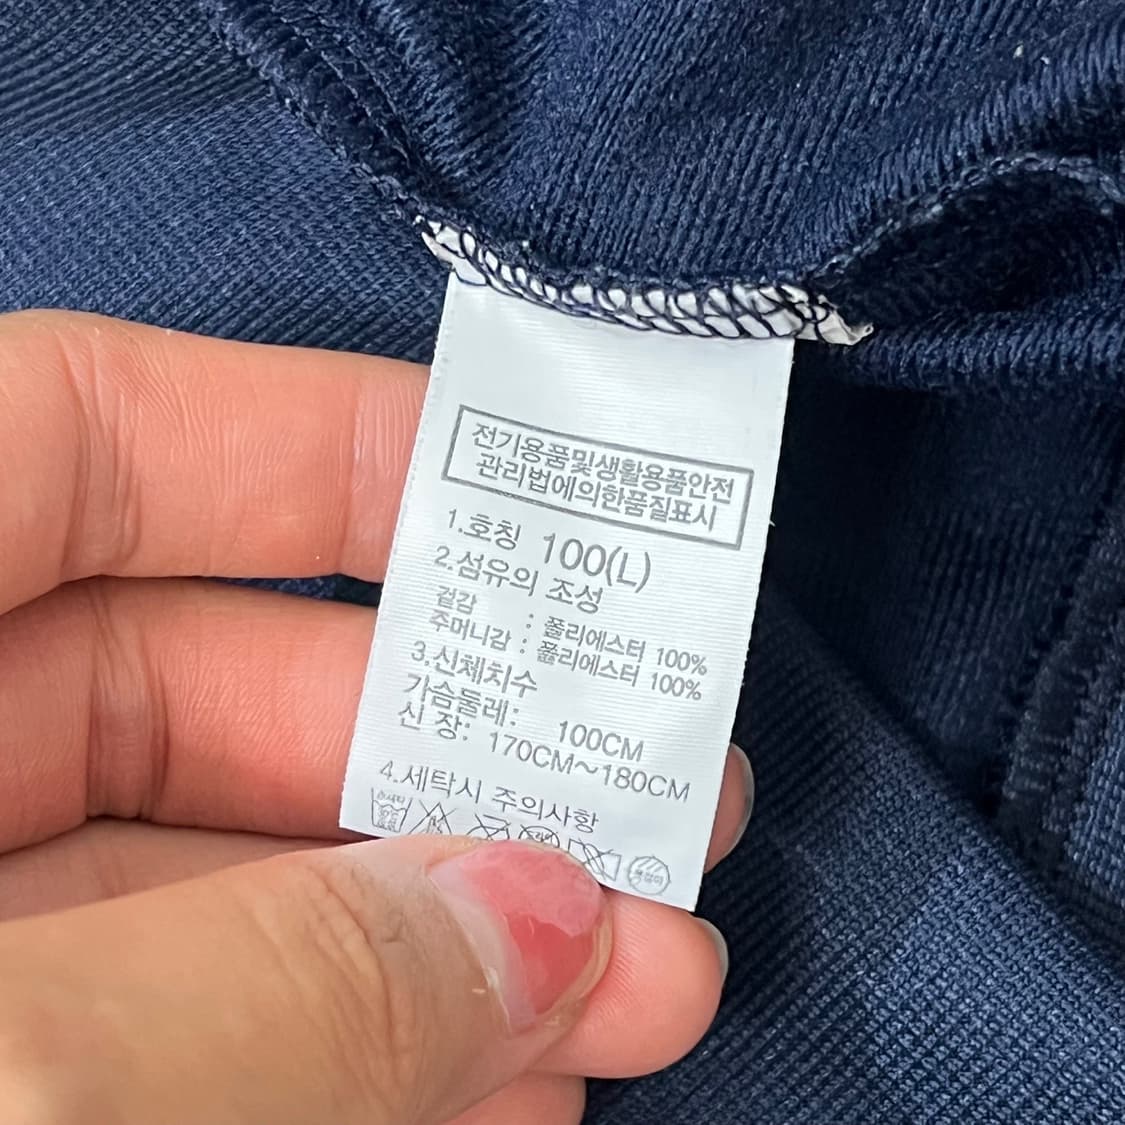 전기용품및생활용품안전
관리법에의한품질표시
1.호칭 100(L)
2.섬유의 조성
겉감 : 폴리에스터 100%
주머니감 : 폴리에스터 100%
3.신체치수
가슴둘레: 100CM
신 장: 170CM~180CM
4.세탁시 주의사항